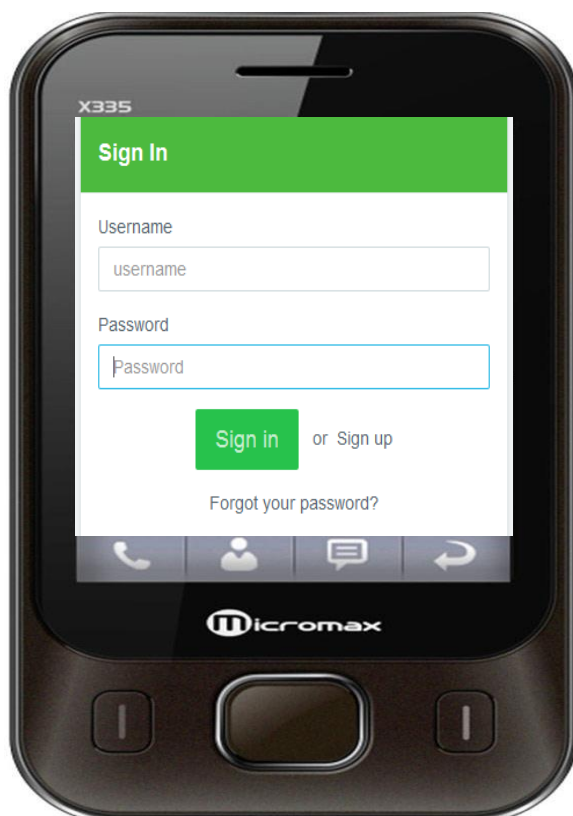 X335
Sign In
Username
username
Password
Password
Sign in or Sign up
Forgot your password?
Micromax